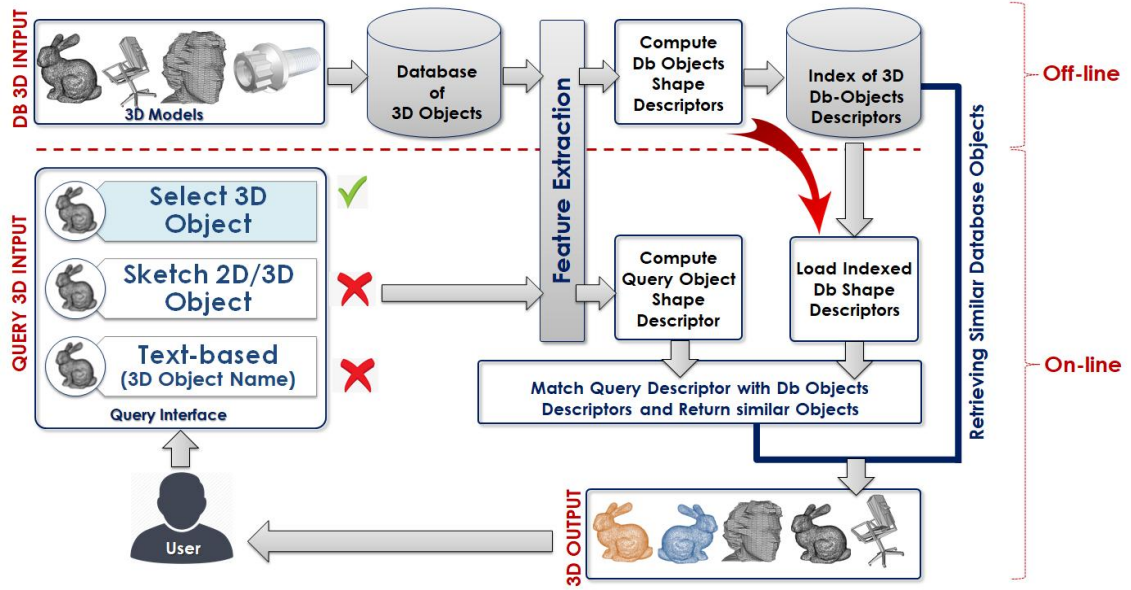 DB 3D INTPUT
3D Models
Database
of
3D Objects
Feature Extraction
Compute
Db Objects
Shape
Descriptors
Index of 3D
Db-Objects
Descriptors
Off-line
QUERY 3D INTPUT
Select 3D
Object
Sketch 2D/3D
Object
Text-based
(3D Object Name)
Query Interface
Compute
Query Object
Shape
Descriptor
Load Indexed
Db Shape
Descriptors
Retrieving Similar Database Objects
On-line
Match Query Descriptor with Db Objects
Descriptors and Return similar Objects
User
3D OUTPUT